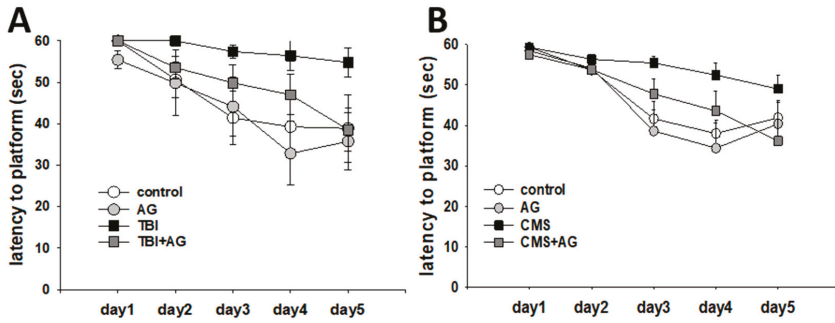 A
latency to platform (sec)
60
50
40
30
20
10
0
control
AG
TBI
TBI+AG
day1 day2 day3 day4 day5
B
latency to platform (sec)
60
50
40
30
20
10
0
control
AG
CMS
CMS+AG
day1 day2 day3 day4 day5